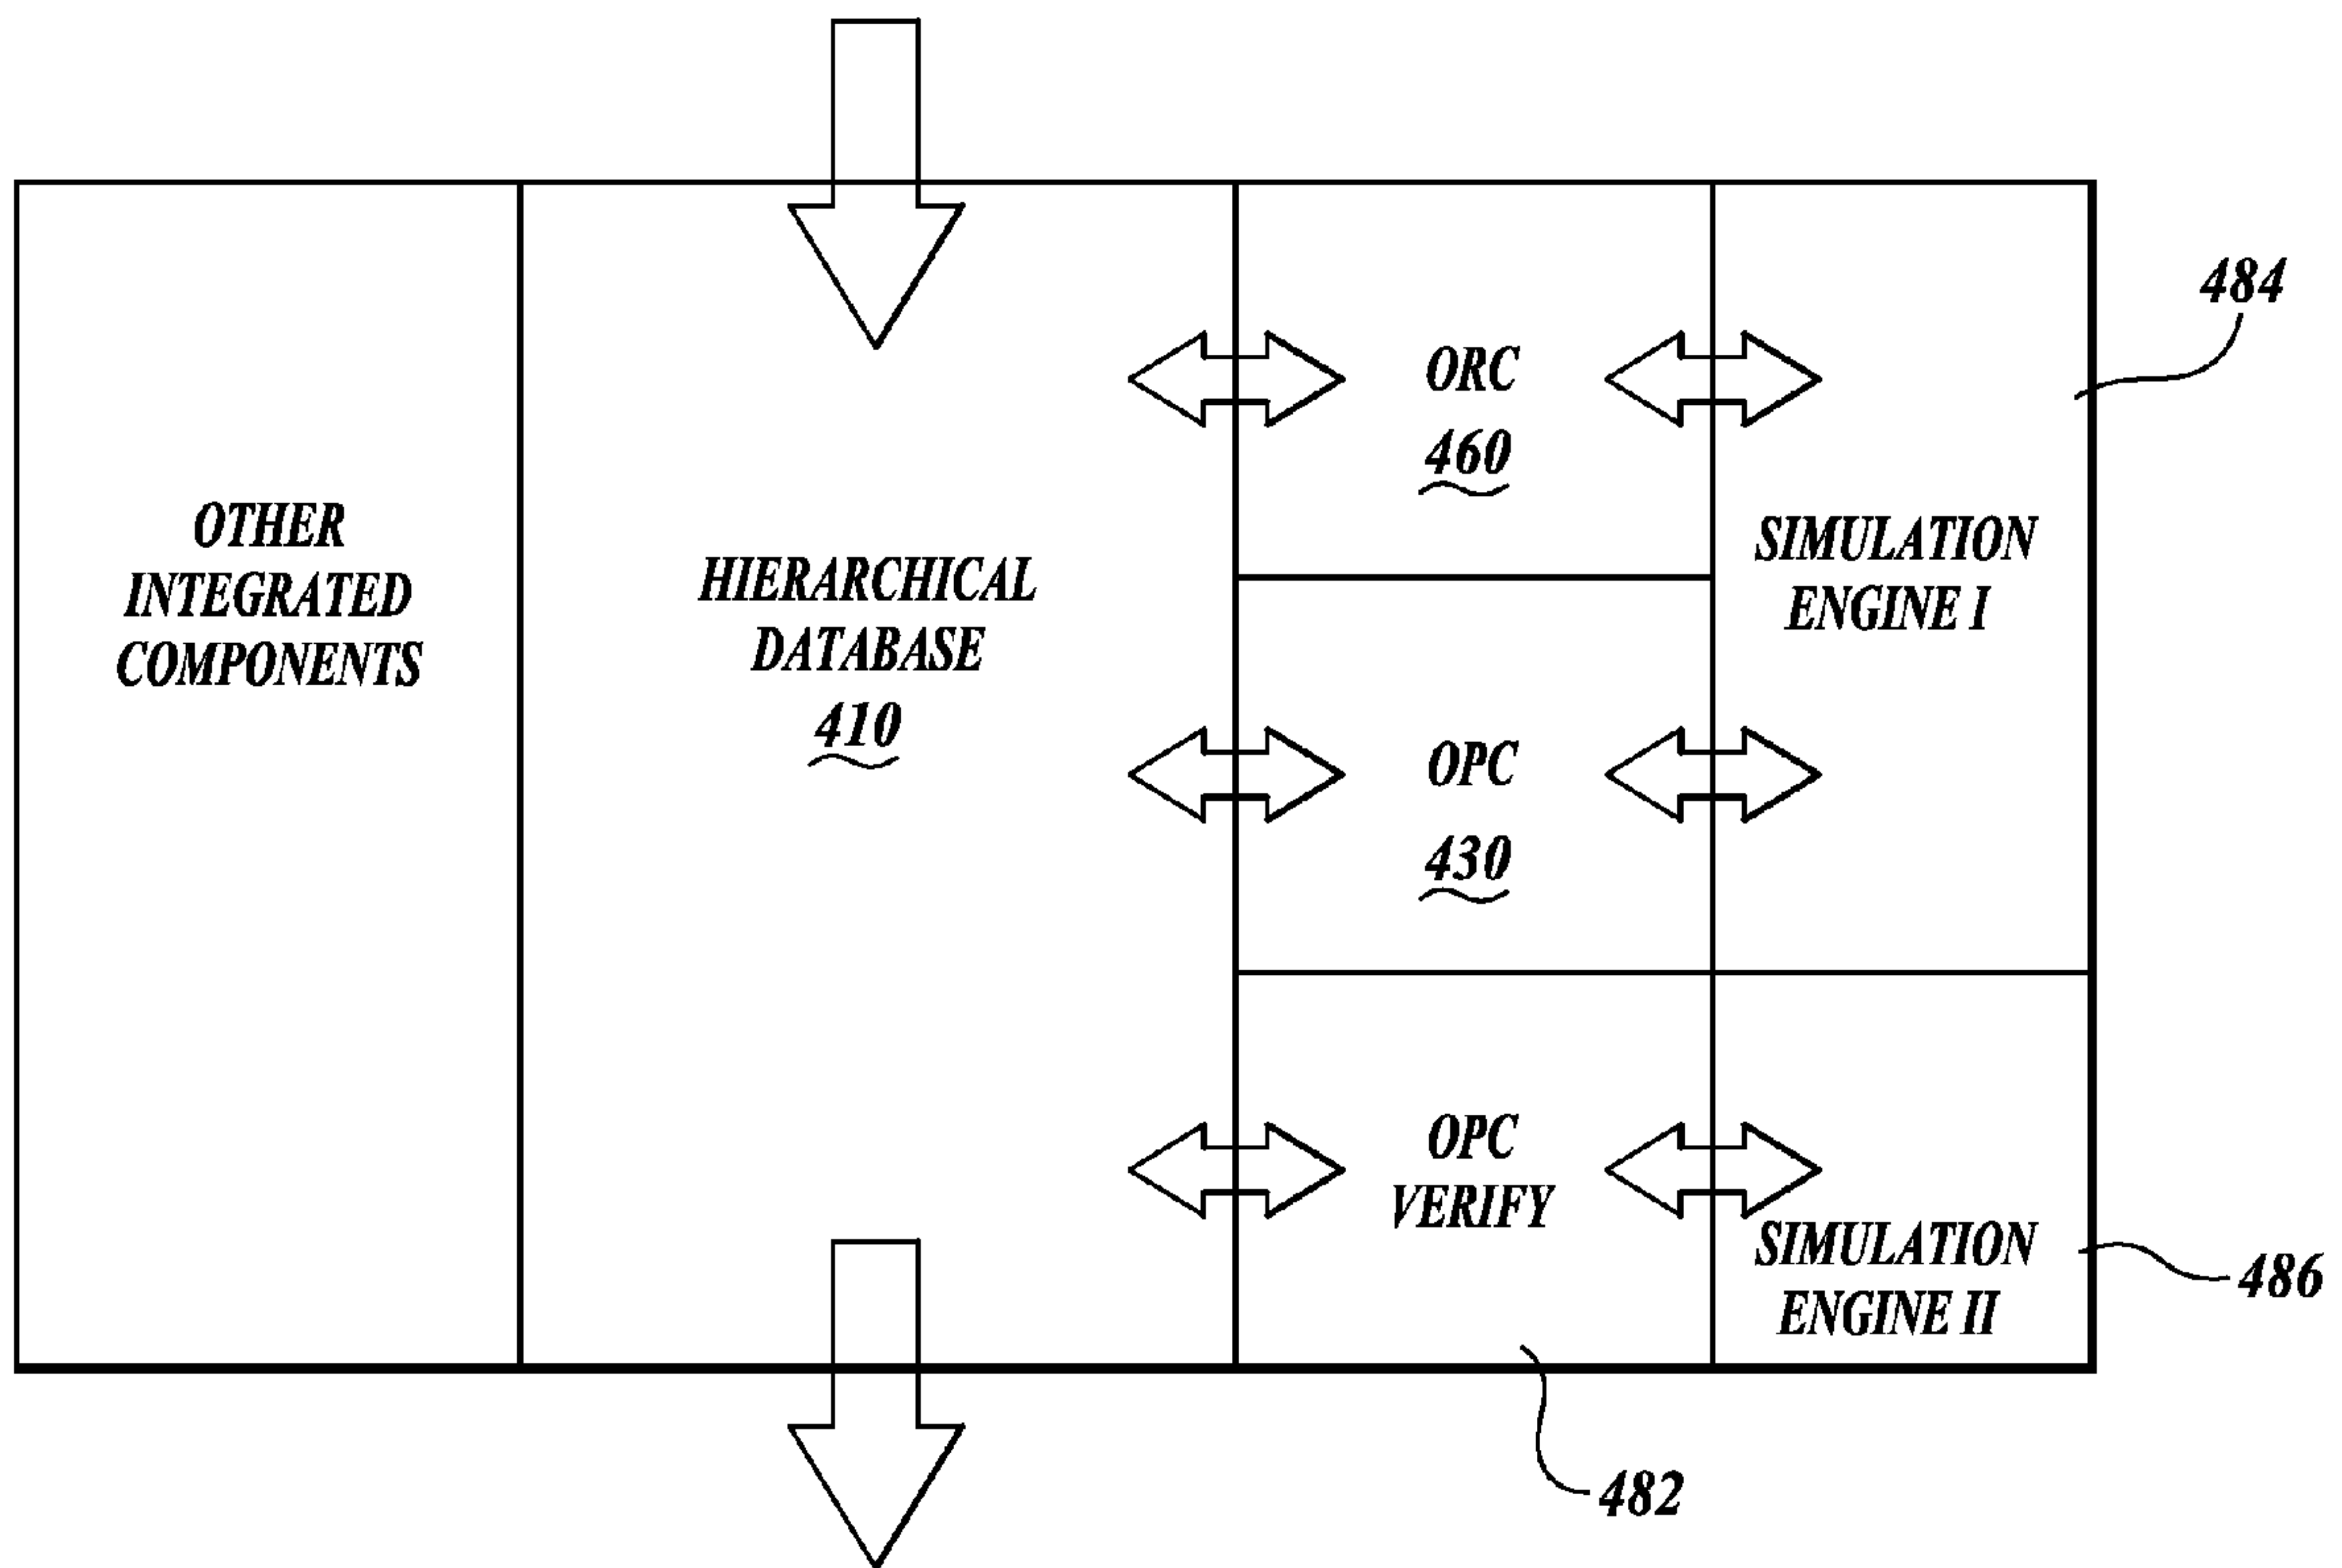 OTHER
INTEGRATED
COMPONENTS
HIERARCHICAL
DATABASE
410
ORC
460
OPC
430
OPC
VERIFY
482
SIMULATION
ENGINE I
484
SIMULATION
ENGINE II
486